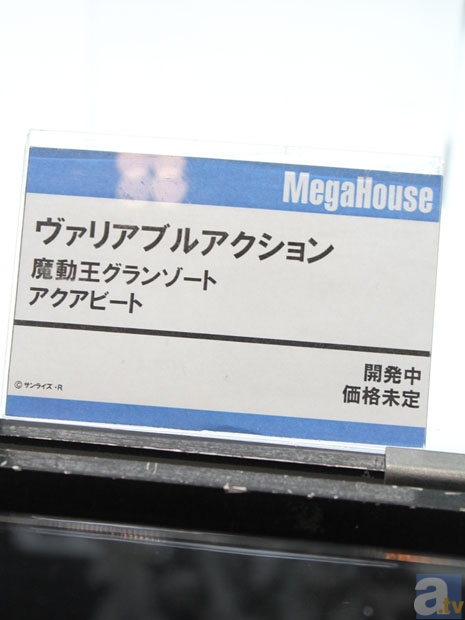 MegaHouse
ヴァリアブルアクション
魔動王グランゾート
アクアビート
開発中
価格未定
©サンライズ・R
a.tv